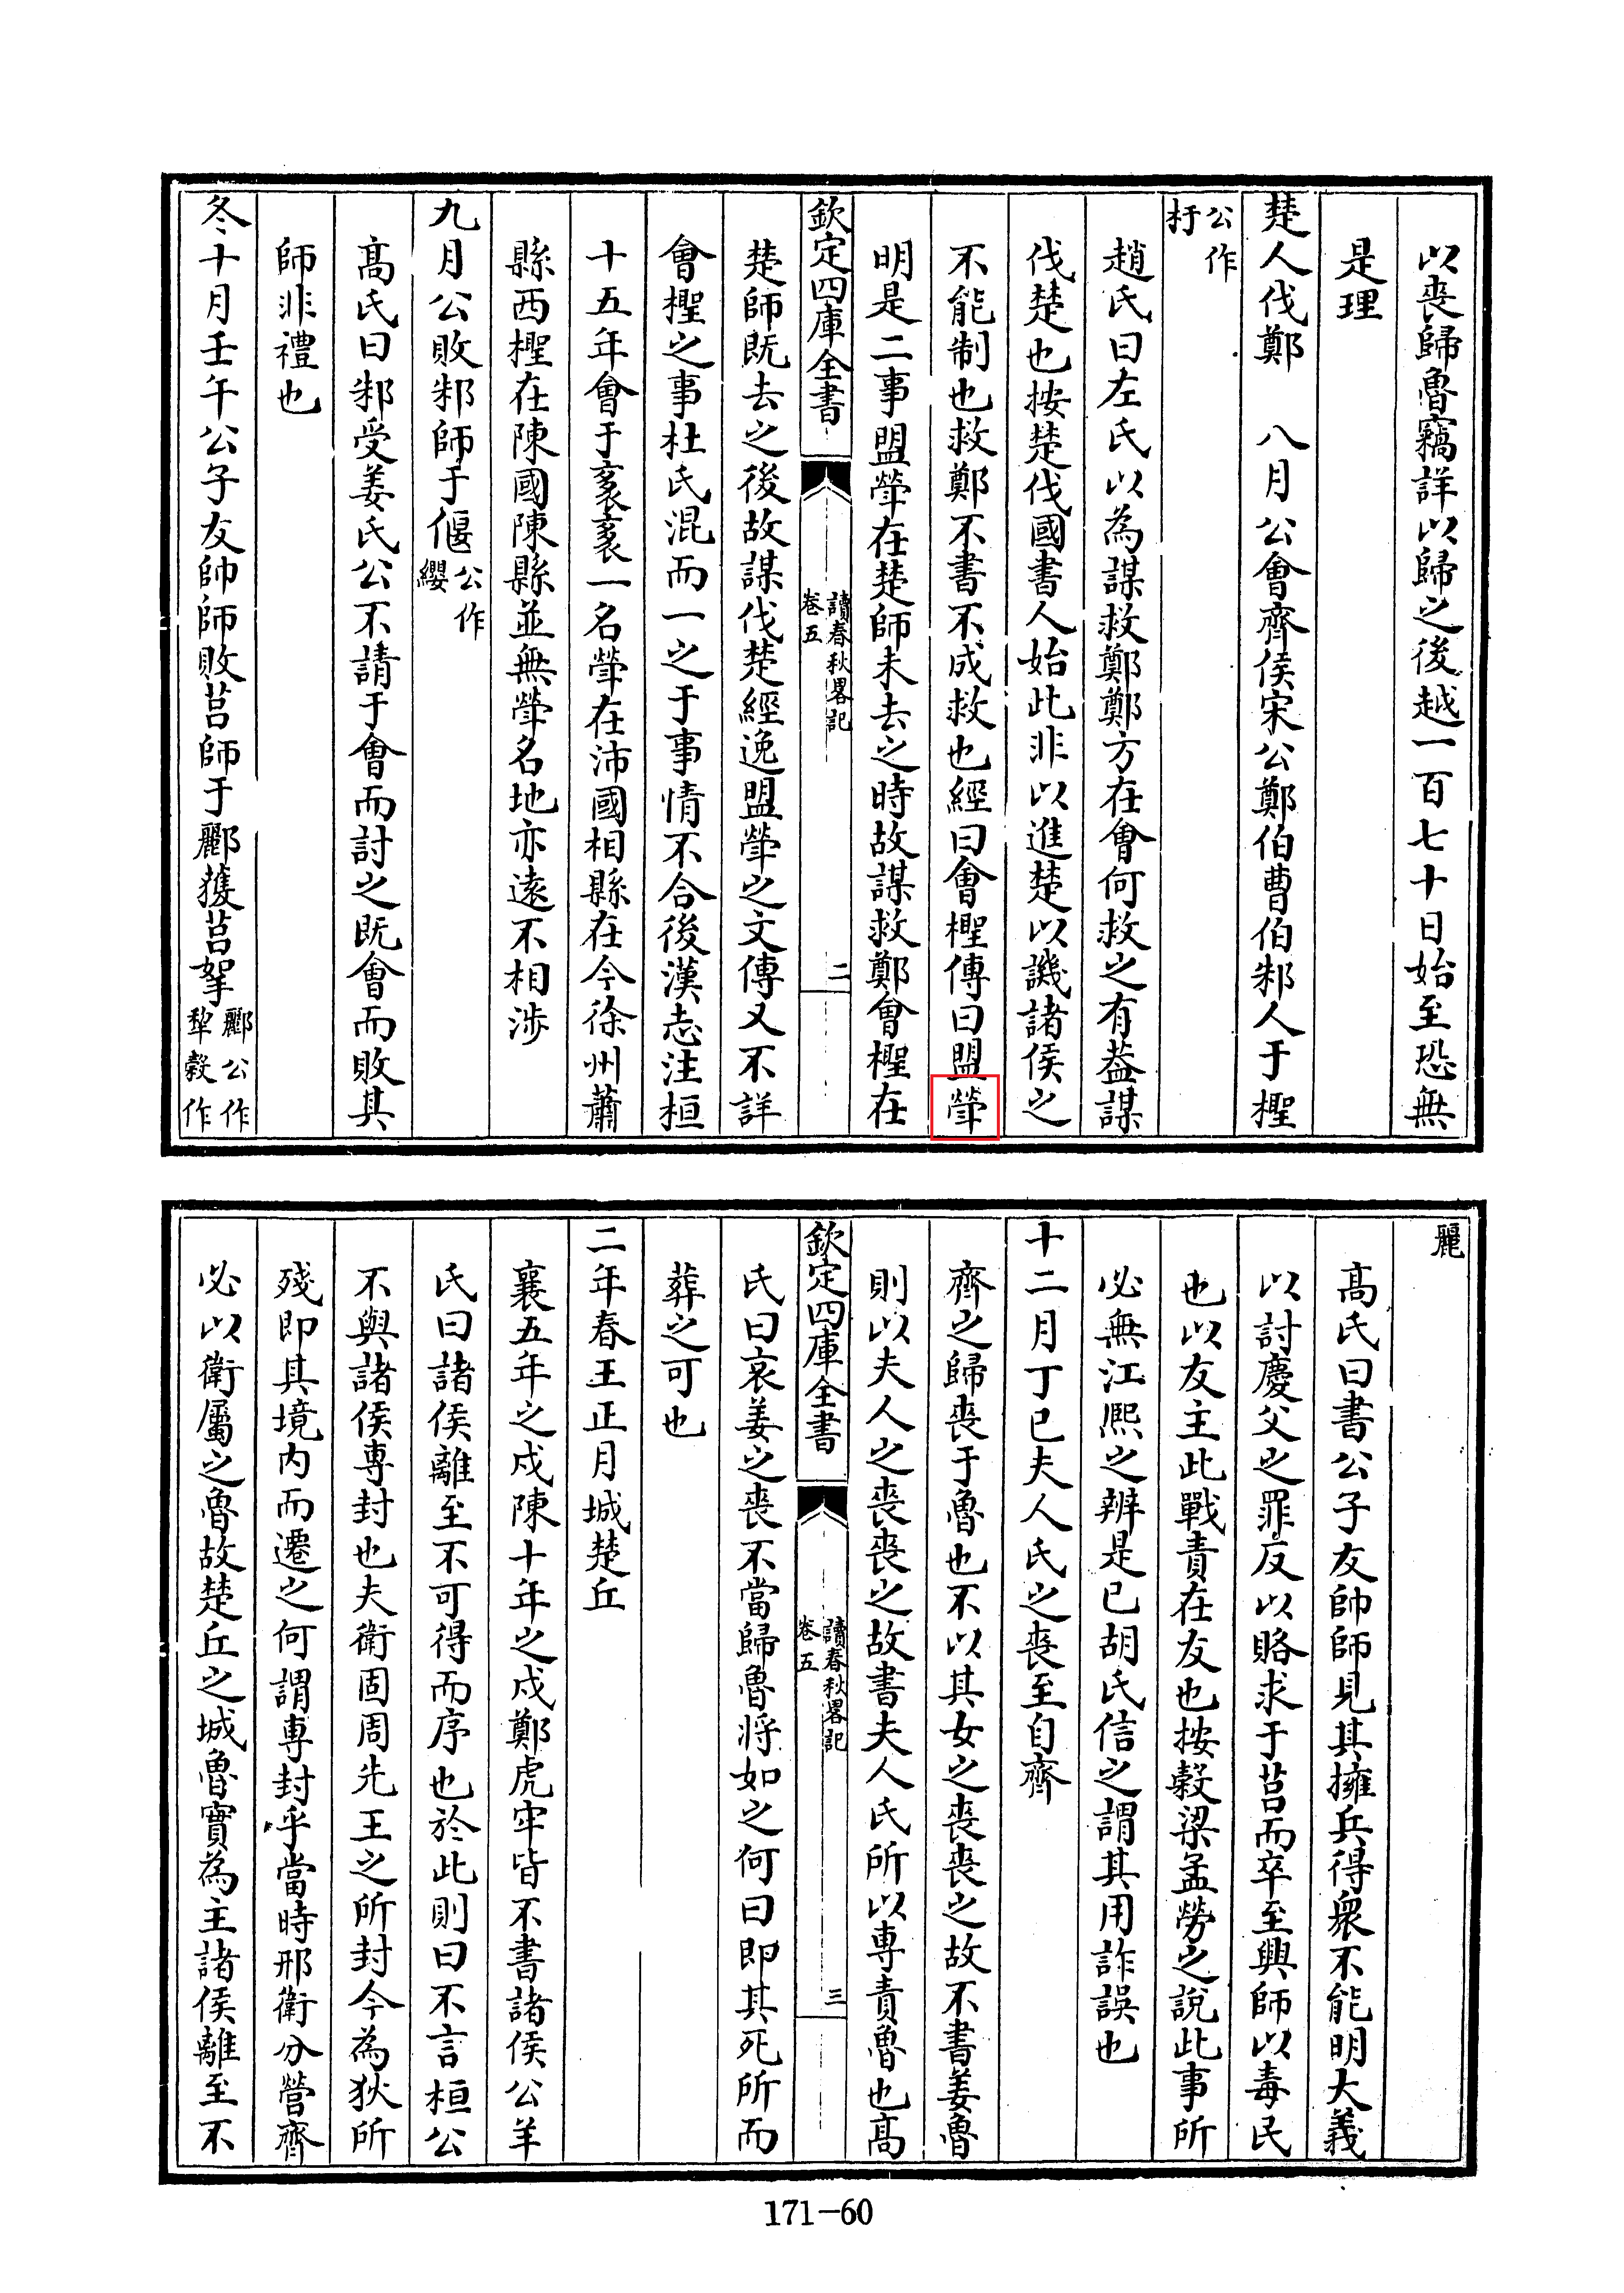 以喪歸魯竊詳以歸之後越一百七十日始至恐無
是理
楚人伐鄭　八月公會齊侯宋公鄭伯曹伯邾人于檉
公作
朾
趙氏曰左氏以為謀救鄭鄭方在會何救之有葢謀
伐楚也按楚伐國書人始此非以進楚以譏諸侯之
不能制也救鄭不書不成救也經曰會檉傳曰盟犖
明是二事盟犖在楚師未去之時故謀救鄭會檉在
欽定四庫全書
讀春秋畧記
卷五
二
楚師既去之後故謀伐楚經逸盟犖之文傳又不詳
會檉之事杜氏混而一之于事情不合後漢志注桓
十五年會于袲袲一名犖在沛國相縣在今徐州蕭
縣西檉在陳國陳縣並無犖名地亦逺不相涉
九月公敗邾師于偃公作
纓
高氏曰邾受姜氏公不請于會而討之既會而敗其
師非禮也
冬十月壬午公子友帥師敗莒師于酈獲莒挐酈公作
犂穀作
麗
高氏曰書公子友帥師見其擁兵得衆不能明大義
以討慶父之罪反以賂求于莒而卒至興師以毒民
也以友主此戰責在友也按穀梁孟勞之說此事所
必無江熈之辨是已胡氏信之謂其用詐誤也
十二月丁巳夫人氏之喪至自齊
齊之歸喪于魯也不以其女之喪喪之故不書姜魯
則以夫人之喪喪之故書夫人氏所以專責魯也高
欽定四庫全書
讀春秋畧記
卷五
三
氏曰哀姜之喪不當歸魯將如之何曰即其死所而
葬之可也
二年春王正月城楚丘
襄五年之戍陳十年之戍鄭虎牢皆不書諸侯公羊
氏曰諸侯離至不可得而序也於此則曰不言桓公
不與諸侯專封也夫衛固周先王之所封今為狄所
殘即其境内而遷之何謂専封乎當時邢衛分營齊
必以衛屬之魯故楚丘之城魯實為主諸侯離至不
171-60